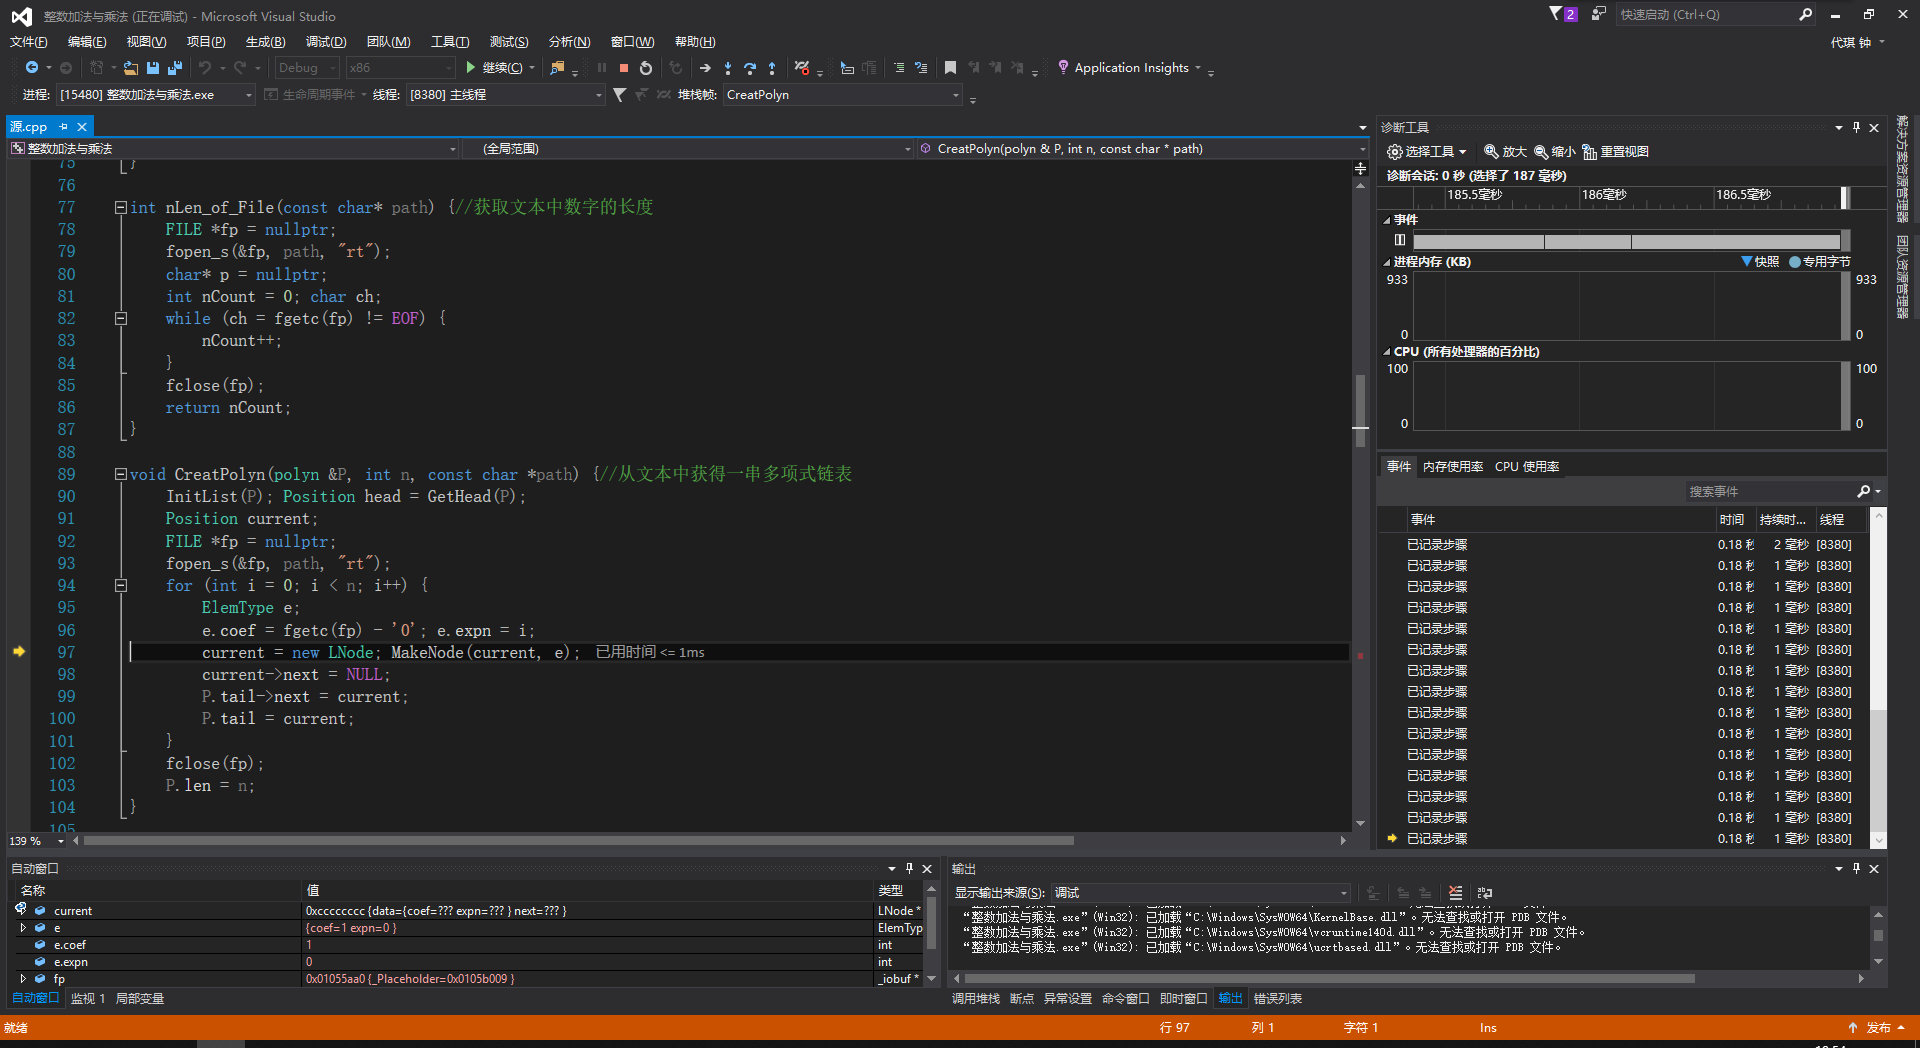 整数加法与乘法 (正在调试) - Microsoft Visual Studio
2
快速启动 (Ctrl+Q)
文件(F) 编辑(E) 视图(V) 项目(P) 生成(B) 调试(D) 团队(M) 工具(T) 测试(S) 分析(N) 窗口(W) 帮助(H)
代琪 钟
Debug x86 继续(C) Application Insights
进程: [15480] 整数加法与乘法.exe 生命周期事件 线程: [8380] 主线程 堆栈帧: CreatPolyn
源.cpp
整数加法与乘法 (全局范围) CreatPolyn(polyn & P, int n, const char * path)
75 }
76
77 int nLen_of_File(const char* path) {//获取文本中数字的长度
78 FILE *fp = nullptr;
79 fopen_s(&fp, path, "rt");
80 char* p = nullptr;
81 int nCount = 0; char ch;
82 while (ch = fgetc(fp) != EOF) {
83 nCount++;
84 }
85 fclose(fp);
86 return nCount;
87 }
88
89 void CreatPolyn(polyn &P, int n, const char *path) {//从文本中获得一串多项式链表
90 InitList(P); Position head = GetHead(P);
91 Position current;
92 FILE *fp = nullptr;
93 fopen_s(&fp, path, "rt");
94 for (int i = 0; i < n; i++) {
95 ElemType e;
96 e.coef = fgetc(fp) - '0'; e.expn = i;
97 current = new LNode; MakeNode(current, e); 已用时间 <= 1ms
98 current->next = NULL;
99 P.tail->next = current;
100 P.tail = current;
101 }
102 fclose(fp);
103 P.len = n;
104 }
105
139 %
诊断工具
选择工具 放大 缩小 重置视图
诊断会话: 0 秒 (选择了 187 毫秒)
185.5毫秒 186毫秒 186.5毫秒
事件
进程内存 (KB) 快照 专用字节
933 933
0 0
CPU (所有处理器的百分比)
100 100
0 0
事件 内存使用率 CPU 使用率
搜索事件
事件 时间 持续时... 线程
已记录步骤 0.18 秒 2 毫秒 [8380]
已记录步骤 0.18 秒 1 毫秒 [8380]
已记录步骤 0.18 秒 1 毫秒 [8380]
已记录步骤 0.18 秒 1 毫秒 [8380]
已记录步骤 0.18 秒 1 毫秒 [8380]
已记录步骤 0.18 秒 1 毫秒 [8380]
已记录步骤 0.18 秒 1 毫秒 [8380]
已记录步骤 0.18 秒 1 毫秒 [8380]
已记录步骤 0.18 秒 1 毫秒 [8380]
已记录步骤 0.18 秒 1 毫秒 [8380]
已记录步骤 0.18 秒 1 毫秒 [8380]
已记录步骤 0.18 秒 1 毫秒 [8380]
已记录步骤 0.18 秒 1 毫秒 [8380]
已记录步骤 0.18 秒 1 毫秒 [8380]
已记录步骤 0.18 秒 1 毫秒 [8380]
解决方案资源管理器
团队资源管理器
自动窗口
名称 值 类型
current 0xcccccccc {data={coef=??? expn=??? } next=??? } LNode *
e {coef=1 expn=0 } ElemTyp
e.coef 1 int
e.expn 0 int
fp 0x01055aa0 {_Placeholder=0x0105b009 } _iobuf *
自动窗口 监视 1 局部变量
输出
显示输出来源(S): 调试
“整数加法与乘法.exe”(Win32): 已加载“C:\Windows\SysWOW64\KernelBase.dll”。无法查找或打开 PDB 文件。
“整数加法与乘法.exe”(Win32): 已加载“C:\Windows\SysWOW64\vcruntime140d.dll”。无法查找或打开 PDB 文件。
“整数加法与乘法.exe”(Win32): 已加载“C:\Windows\SysWOW64\ucrtbased.dll”。无法查找或打开 PDB 文件。
调用堆栈 断点 异常设置 命令窗口 即时窗口 输出 错误列表
就绪 行 97 列 1 字符 1 Ins 发布